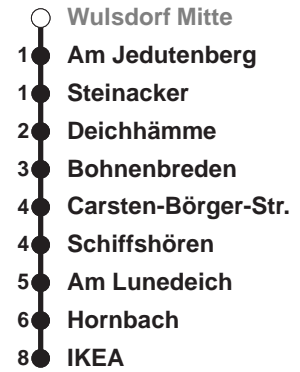 Wulsdorf Mitte
1 Am Jedutenberg
1 Steinacker
2 Deichhämme
3 Bohnenbreden
4 Carsten-Börger-Str.
4 Schiffshören
5 Am Lunedeich
6 Hornbach
8 IKEA